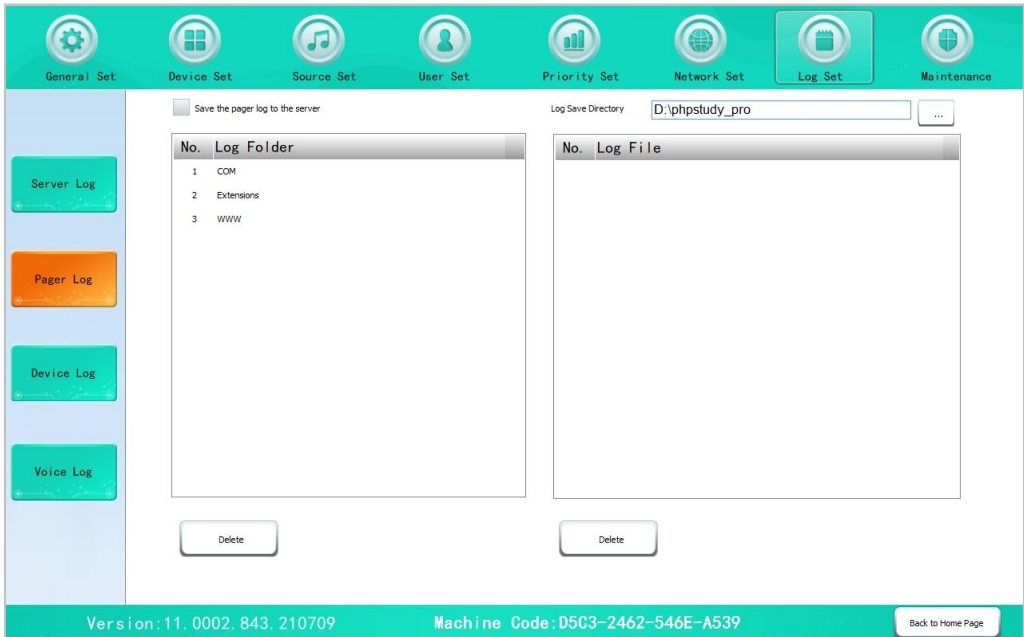 General Set Device Set Source Set User Set Priority Set Network Set Log Set Maintenance
Save the pager log to the server Log Save Directory D:\phpstudy_pro ...
No. Log Folder No. Log File
1 COM
Server Log
2 Extensions
3 WWW
Pager Log
Device Log
Voice Log
Delete Delete
Version:11.0002.843.210709 Machine Code:D5C3-2462-546E-A539 Back to Home Page